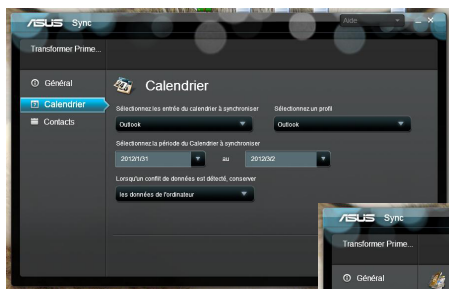 ASUS Sync
Aide
Transformer Prime...
Général
Calendrier
Calendrier
Contacts
Sélectionnez les entrée du calendrier à synchroniser
Sélectionnez un profil
Outlook
Outlook
Sélectionnez la période du Calendrier à synchroniser
2012/1/31 au 2012/3/2
Lorsqu'un conflit de données est détecté, conserver
les données de l'ordinateur
ASUS Sync
Transformer Prime...
Général